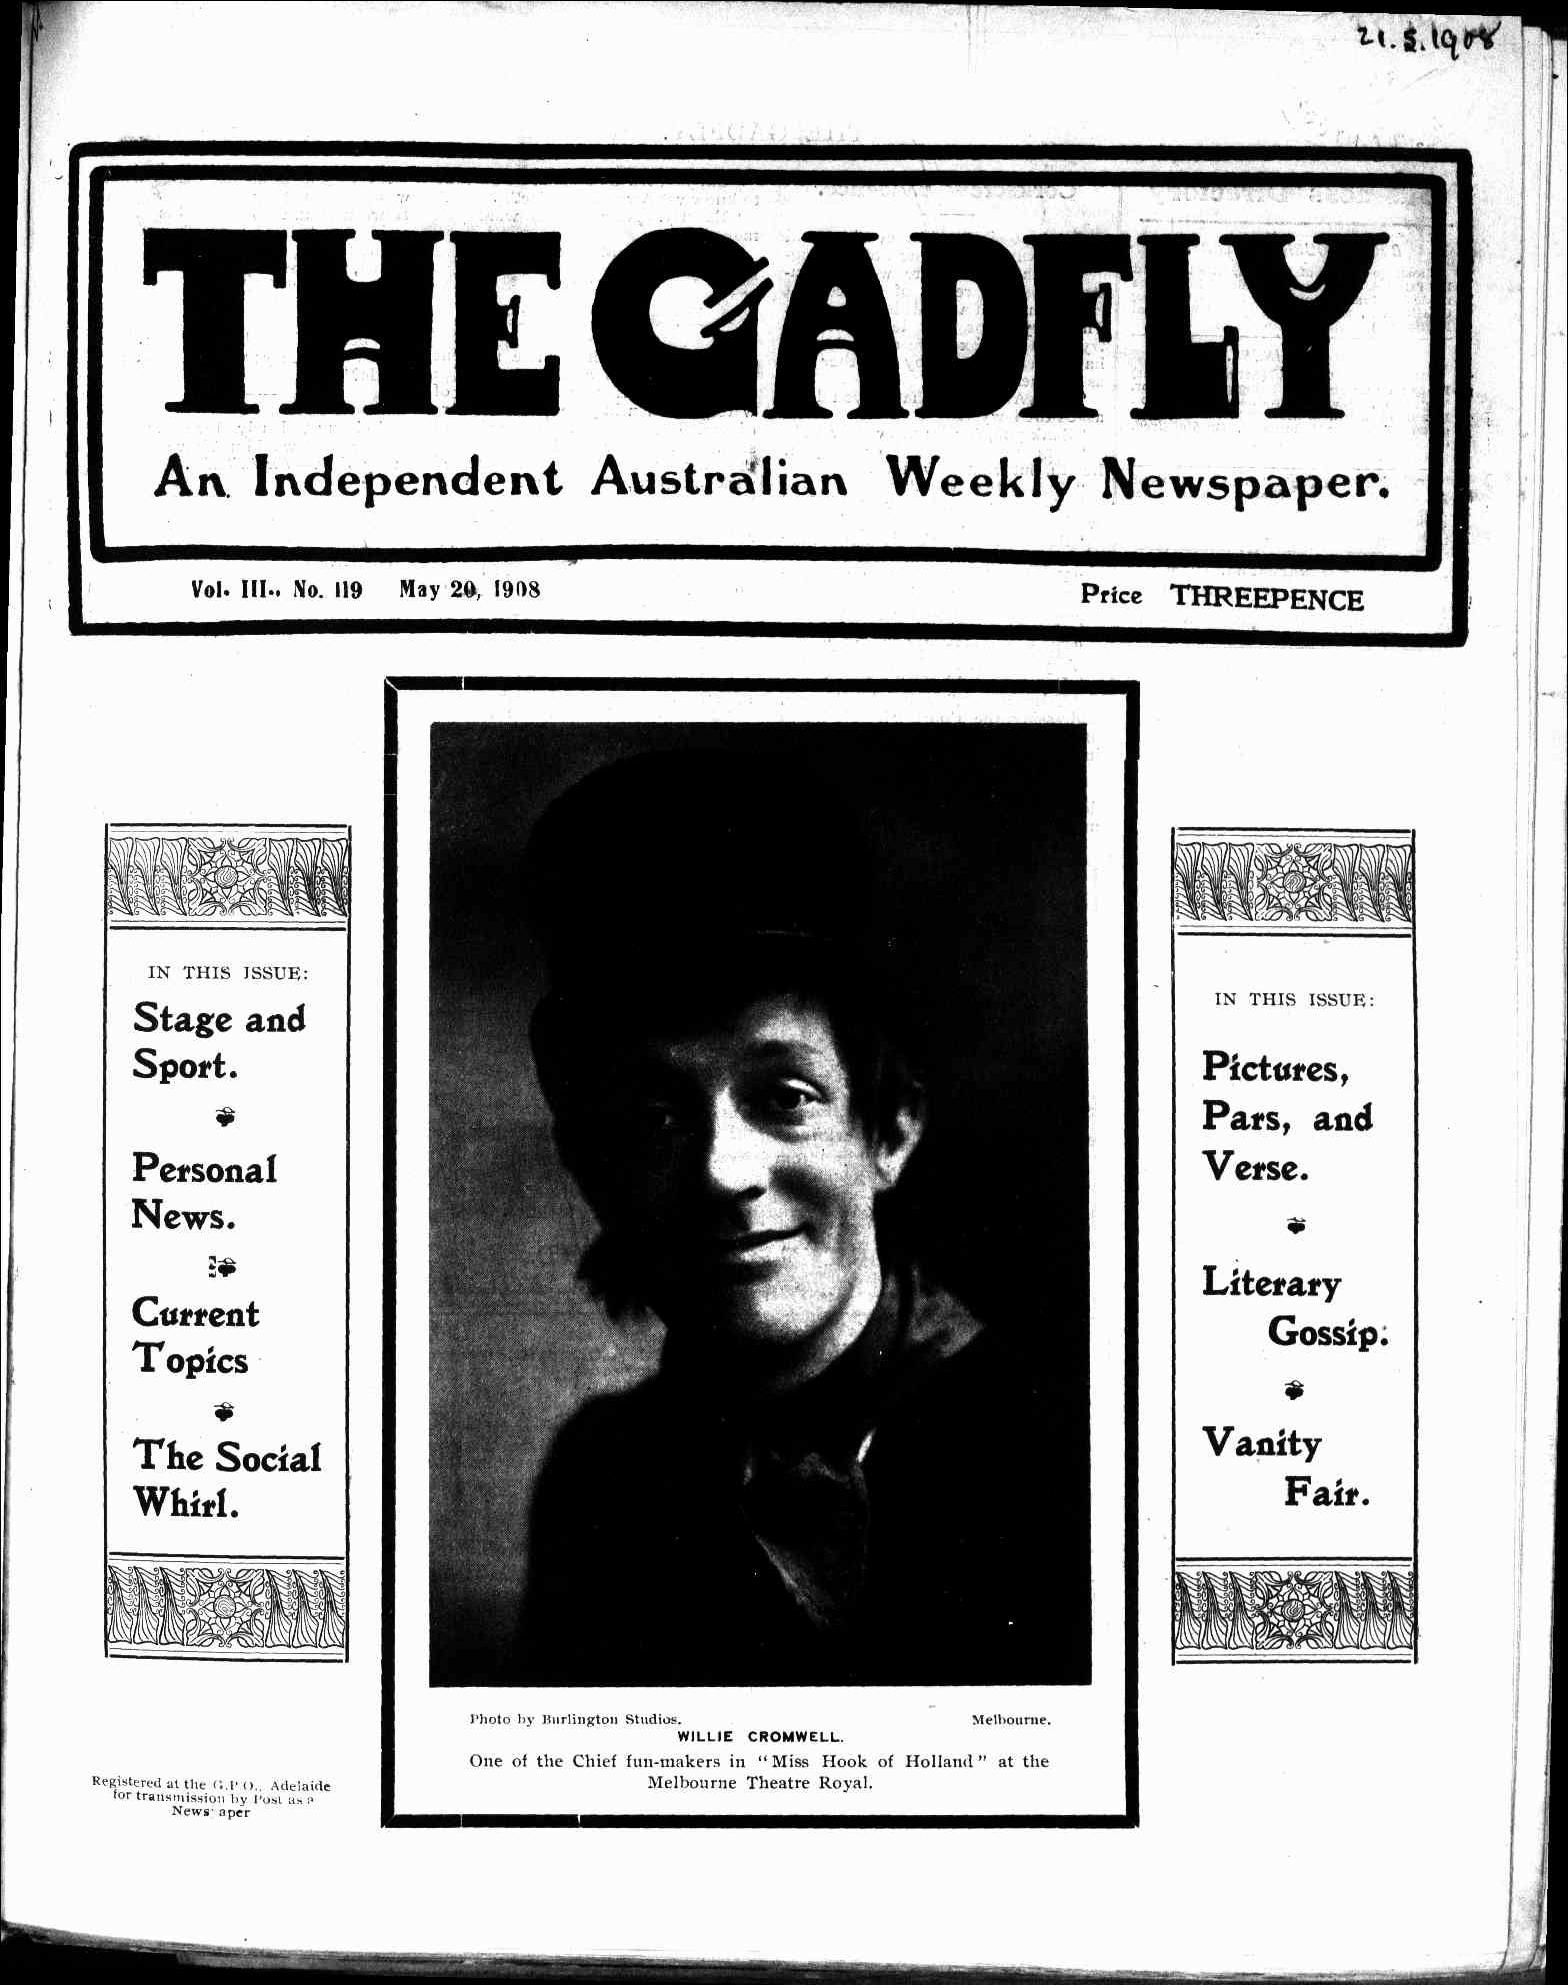 21.5.1908
THE GADFLY
An Independent Australian Weekly Newspaper.
Vol. III., No. 119 May 20, 1908
Price THREEPENCE
IN THIS ISSUE:
Stage and
Sport.
Personal
News.
Current
Topics
The Social
Whirl.
IN THIS ISSUE:
Pictures,
Pars, and
Verse.
Literary
Gossip.
Vanity
Fair.
Photo by Burlington Studios. Melbourne.
WILLIE CROMWELL.
One of the Chief fun-makers in "Miss Hook of Holland" at the
Melbourne Theatre Royal.
Registered at the G.P.O., Adelaide
for transmission by Post as a
News aper